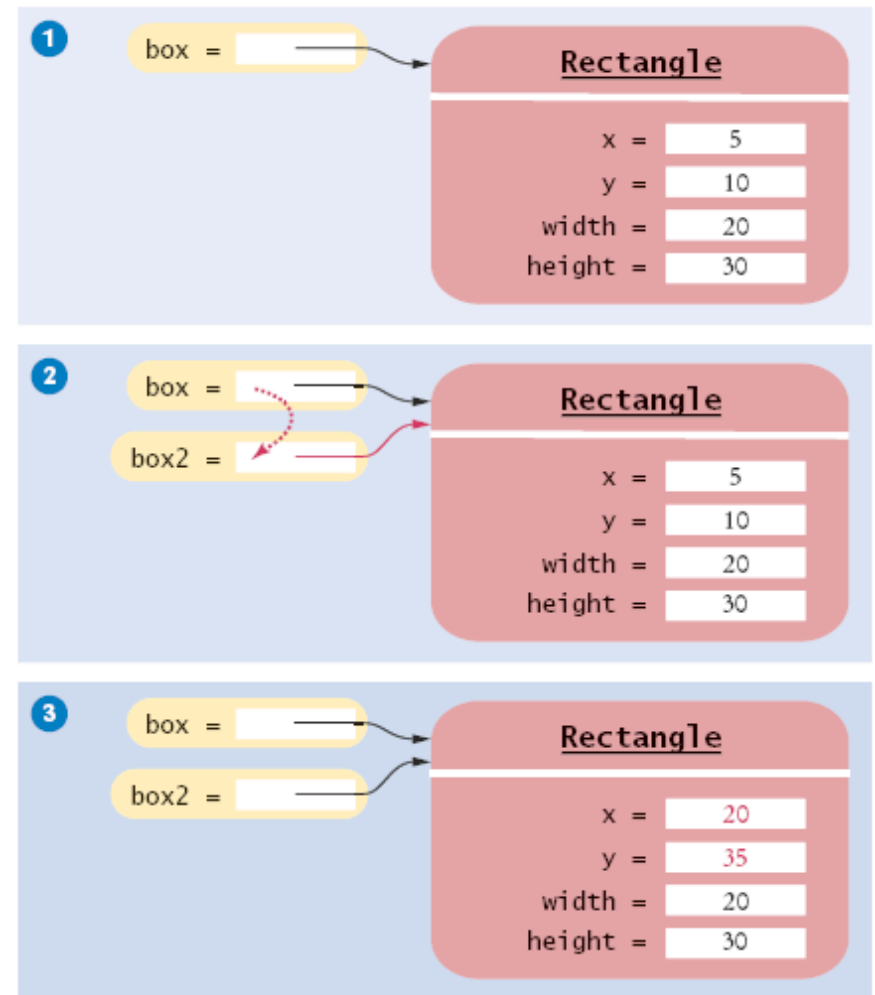 1
box =
Rectangle
x = 5
y = 10
width = 20
height = 30
2
box =
box2 =
Rectangle
x = 5
y = 10
width = 20
height = 30
3
box =
box2 =
Rectangle
x = 20
y = 35
width = 20
height = 30